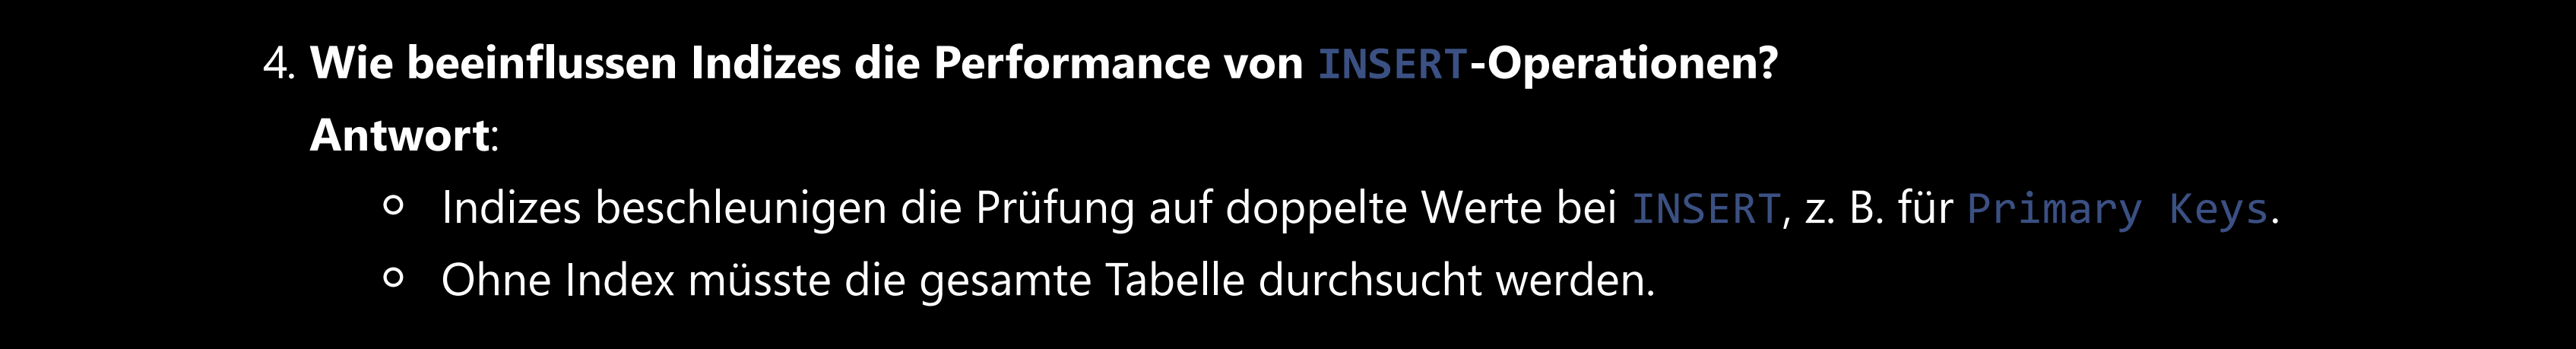 4. Wie beeinflussen Indizes die Performance von INSERT-Operationen?
Antwort:
○ Indizes beschleunigen die Prüfung auf doppelte Werte bei INSERT, z. B. für Primary Keys.
○ Ohne Index müsste die gesamte Tabelle durchsucht werden.